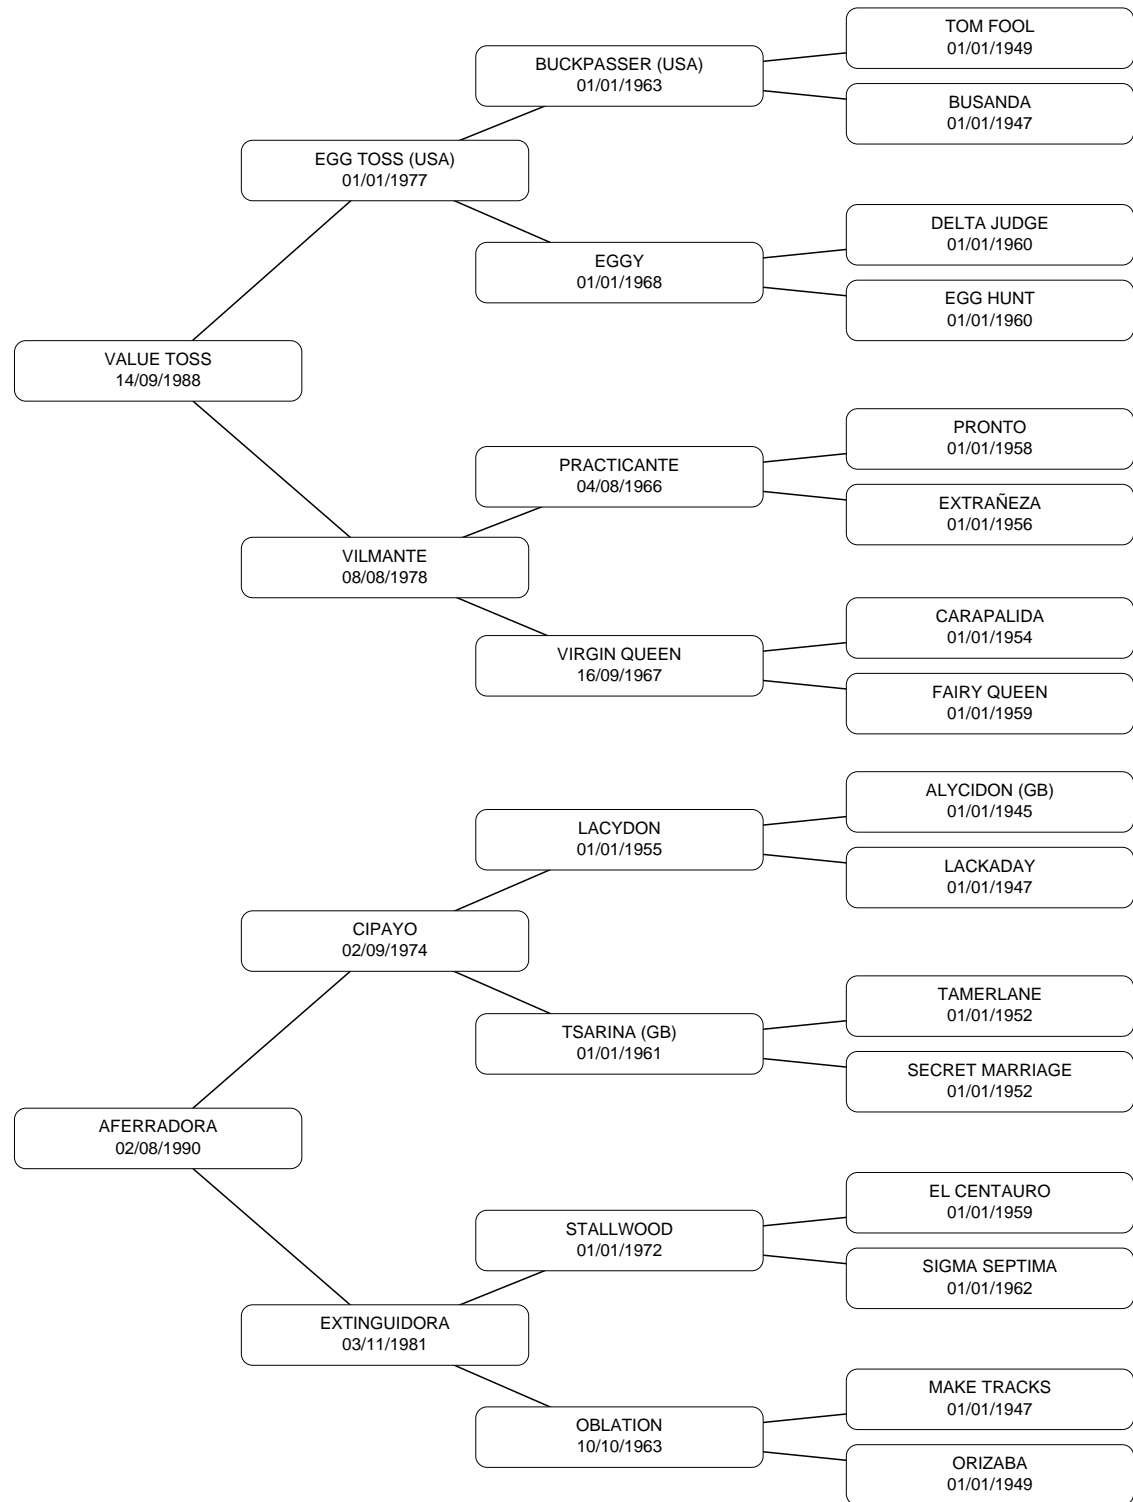 TOM FOOL
01/01/1949
BUCKPASSER (USA)
01/01/1963
BUSANDA
01/01/1947
EGG TOSS (USA)
01/01/1977
DELTA JUDGE
01/01/1960
EGGY
01/01/1968
EGG HUNT
01/01/1960
VALUE TOSS
14/09/1988
PRONTO
01/01/1958
PRACTICANTE
04/08/1966
EXTRAÑEZA
01/01/1956
VILMANTE
08/08/1978
CARAPALIDA
01/01/1954
VIRGIN QUEEN
16/09/1967
FAIRY QUEEN
01/01/1959
ALYCIDON (GB)
01/01/1945
LACYDON
01/01/1955
LACKADAY
01/01/1947
CIPAYO
02/09/1974
TAMERLANE
01/01/1952
TSARINA (GB)
01/01/1961
SECRET MARRIAGE
01/01/1952
AFERRADORA
02/08/1990
EL CENTAURO
01/01/1959
STALLWOOD
01/01/1972
SIGMA SEPTIMA
01/01/1962
EXTINGUIDORA
03/11/1981
MAKE TRACKS
01/01/1947
OBLATION
10/10/1963
ORIZABA
01/01/1949